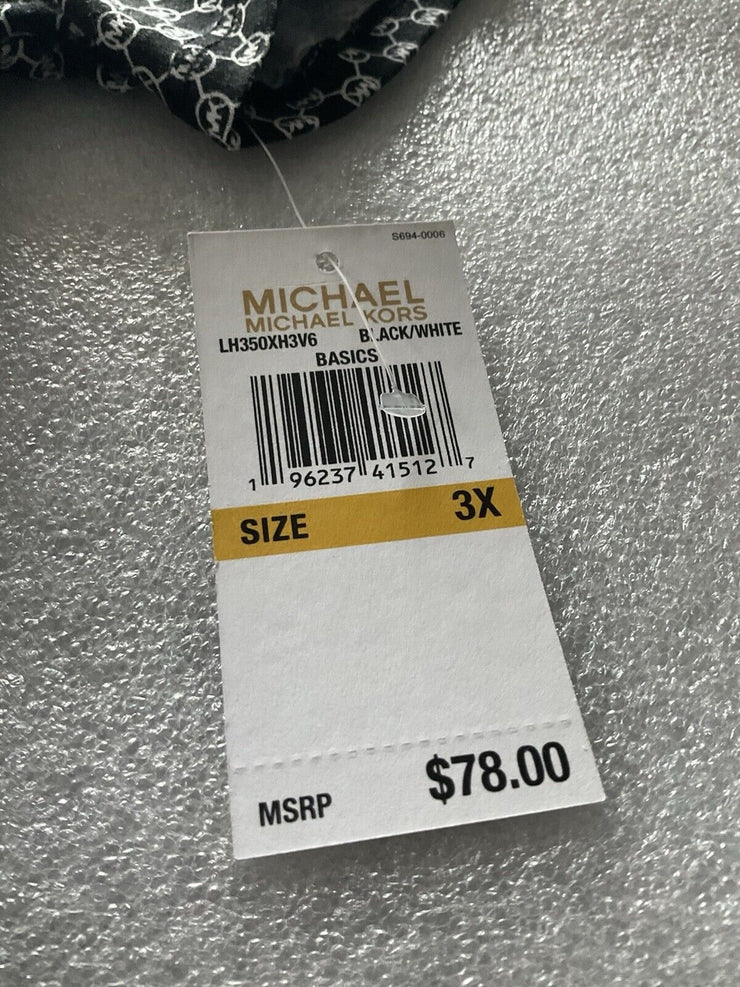 S694-0006
MICHAEL
MICHAEL KORS
LH350XH3V6 BLACK/WHITE
BASICS
1 96237 41512 7
SIZE 3X
MSRP $78.00